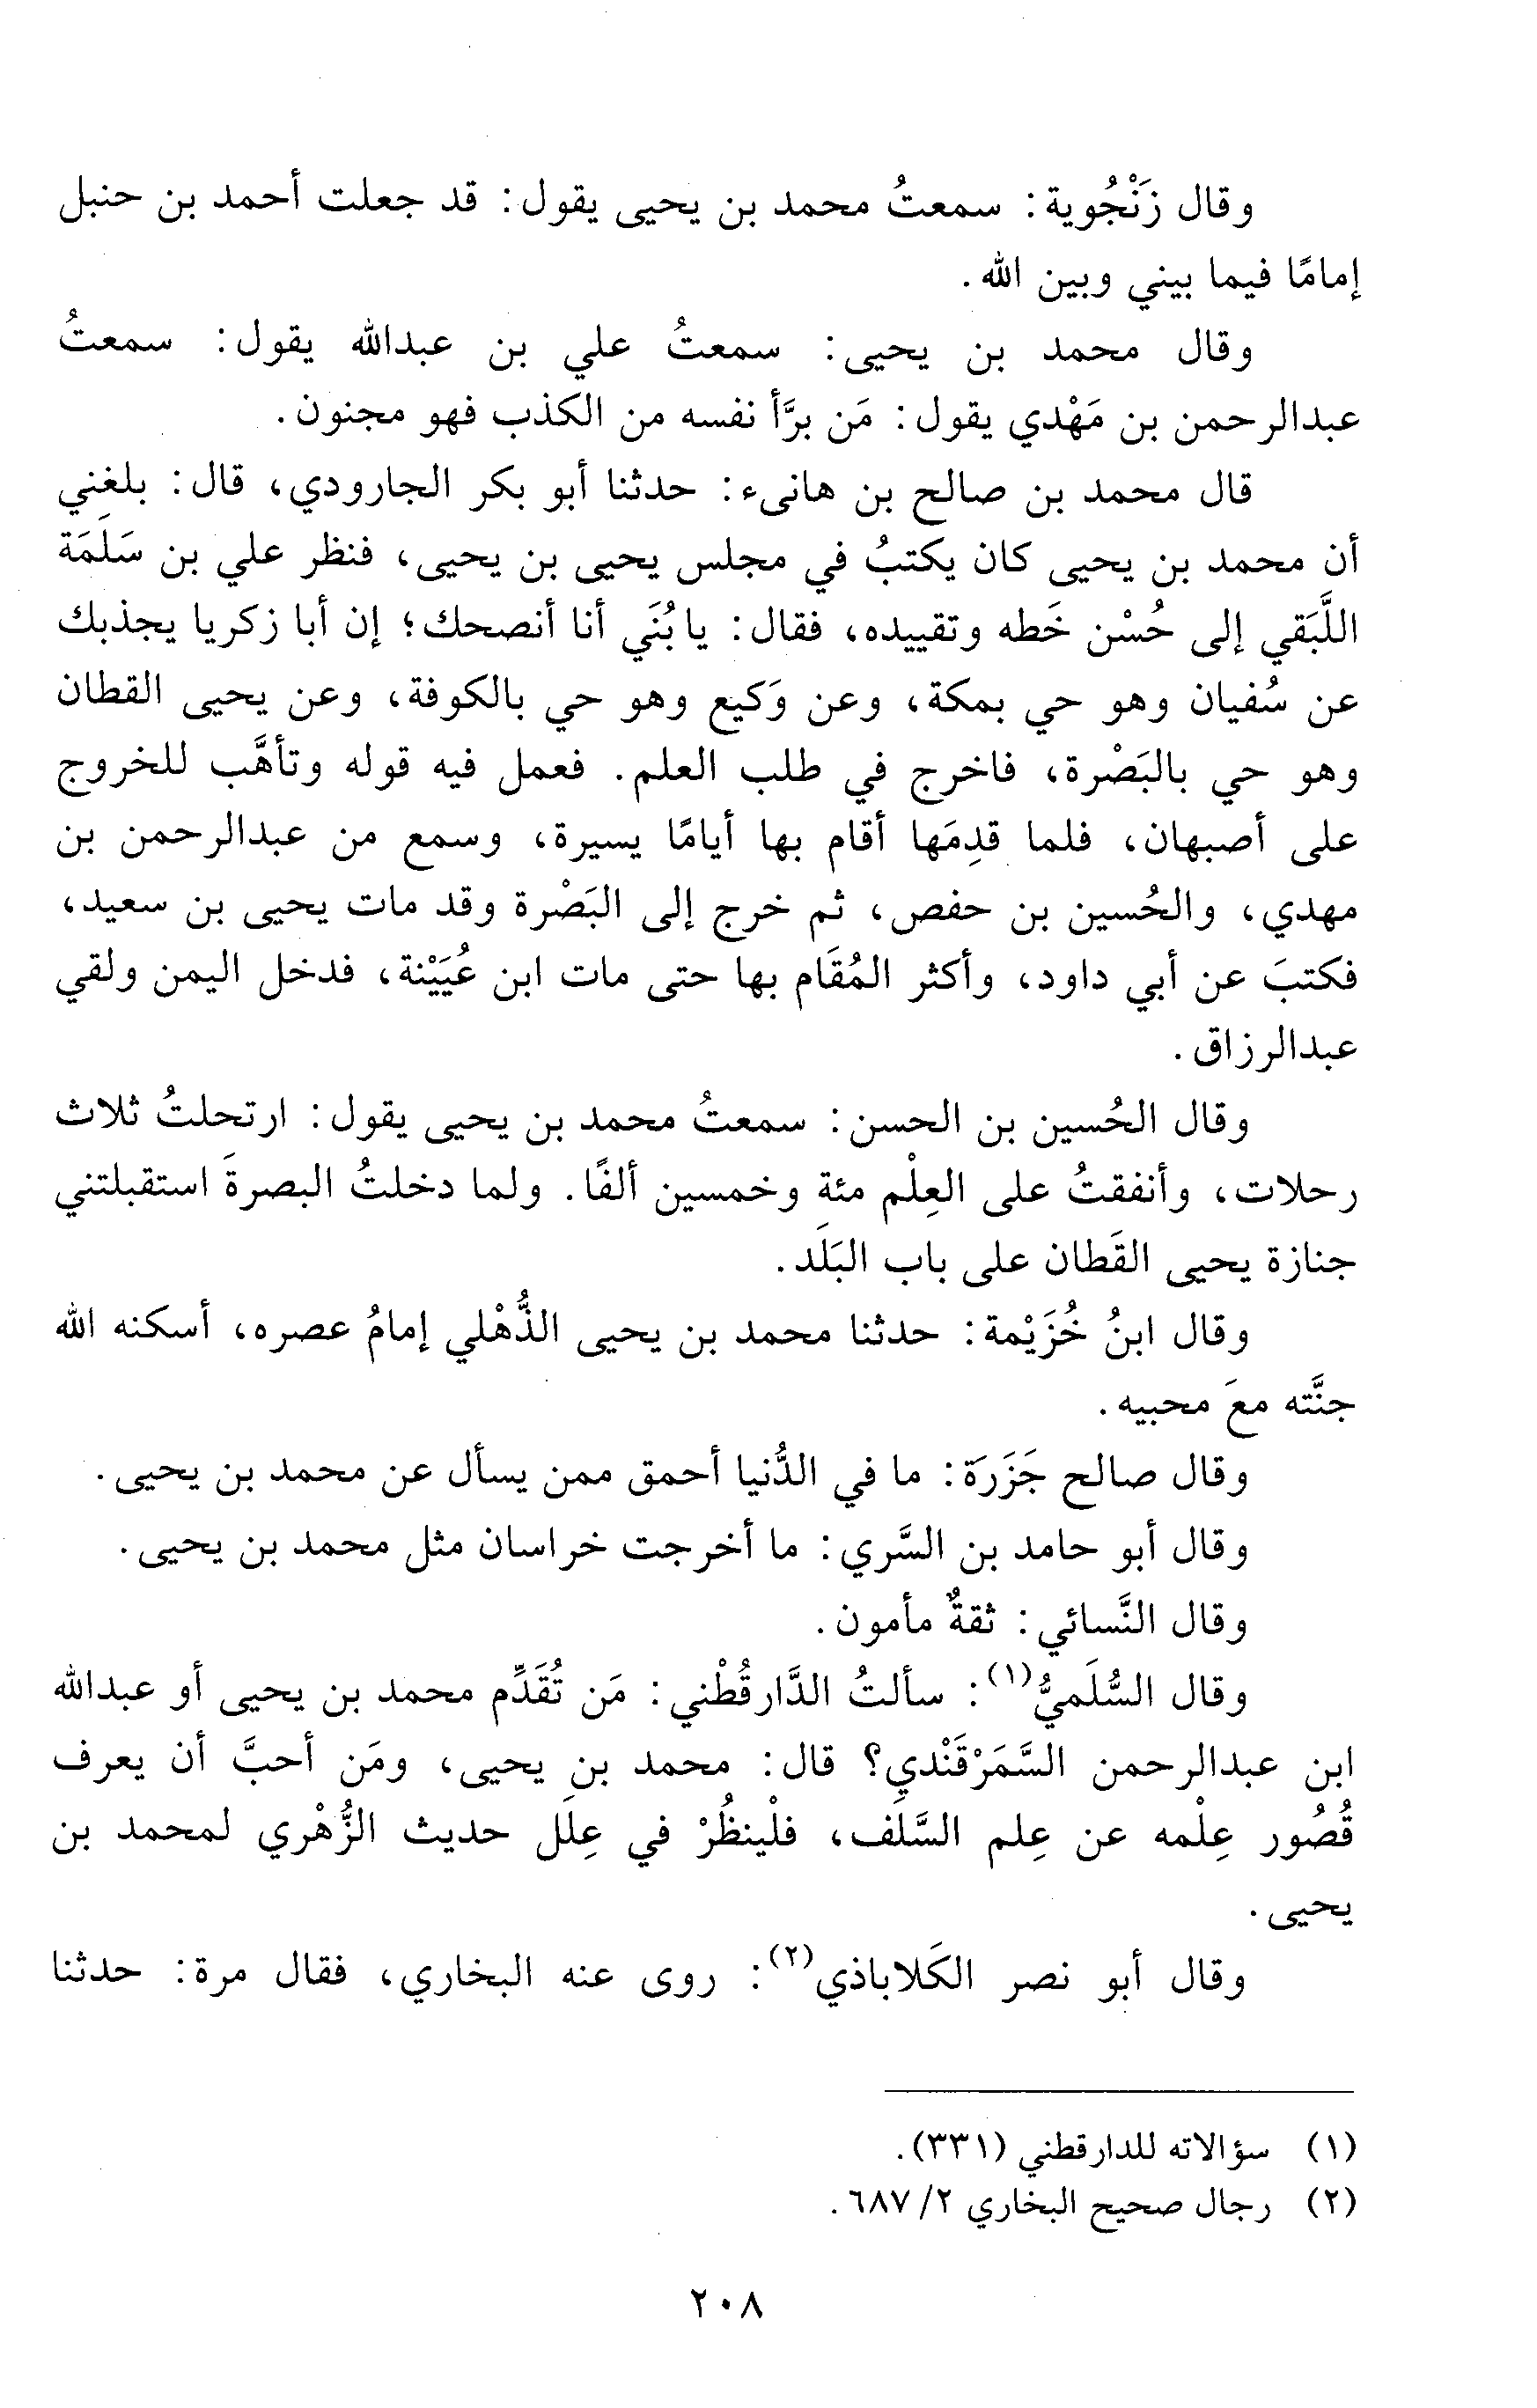 وقال زَنْجُوية: سمعتُ محمد بن يحيى يقول: قد جعلت أحمد بن حنبل
إمامًا فيما بيني وبين الله.
وقال محمد بن يحيى: سمعتُ علي بن عبدالله يقول: سمعتُ
عبدالرحمن بن مَهْدي يقول: مَن برَّأ نفسه من الكذب فهو مجنون.
قال محمد بن صالح بن هانىء: حدثنا أبو بكر الجارودي، قال: بلغني
أن محمد بن يحيى كان يكتبُ في مجلس يحيى بن يحيى، فنظر علي بن سَلَمَة
اللَّبَقي إلى حُسْن خَطه وتقييده، فقال: يا بُنَي أنا أنصحك؛ إن أبا زكريا يجذبك
عن سُفيان وهو حي بمكة، وعن وَكيع وهو حي بالكوفة، وعن يحيى القطان
وهو حي بالبَصْرة، فاخرج في طلب العلم. فعمل فيه قوله وتأهَّب للخروج
على أصبهان، فلما قدِمَها أقام بها أيامًا يسيرة، وسمع من عبدالرحمن بن
مهدي، والحُسين بن حفص، ثم خرج إلى البَصْرة وقد مات يحيى بن سعيد،
فكتبَ عن أبي داود، وأكثر المُقَام بها حتى مات ابن عُيَيْنة، فدخل اليمن ولقي
عبدالرزاق.
وقال الحُسين بن الحسن: سمعتُ محمد بن يحيى يقول: ارتحلتُ ثلاث
رحلات، وأنفقتُ على العِلْم مئة وخمسين ألفًا. ولما دخلتُ البصرةَ استقبلتني
جنازة يحيى القَطان على باب البَلَد.
وقال ابنُ خُزَيْمة: حدثنا محمد بن يحيى الذُّهْلي إمامُ عصره، أسكنه الله
جنَّته معَ محبيه.
وقال صالح جَزَرَة: ما في الدُّنيا أحمق ممن يسأل عن محمد بن يحيى.
وقال أبو حامد بن السَّري: ما أخرجت خراسان مثل محمد بن يحيى.
وقال النَّسائي: ثقةٌ مأمون.
وقال السُّلَميُّ(١): سألتُ الدَّارقُطْني: مَن تُقَدِّم محمد بن يحيى أو عبدالله
ابن عبدالرحمن السَّمَرْقَندي؟ قال: محمد بن يحيى، ومَن أحبَّ أن يعرف
قُصُور عِلْمه عن عِلم السَّلَف، فلْينظُرْ في عِلَل حديث الزُّهْري لمحمد بن
يحيى.
وقال أبو نصر الكَلاباذي(٢): روى عنه البخاري، فقال مرة: حدثنا
(١) سؤالاته للدارقطني (٣٣١).
(٢) رجال صحيح البخاري ٢/ ٦٨٧.
٢٠٨